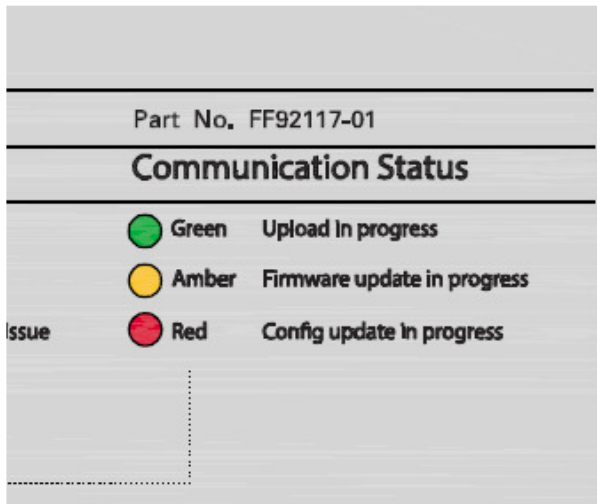 Part No. FF92117-01
Communication Status
Green Upload in progress
Amber Firmware update in progress
Issue Red Config update in progress